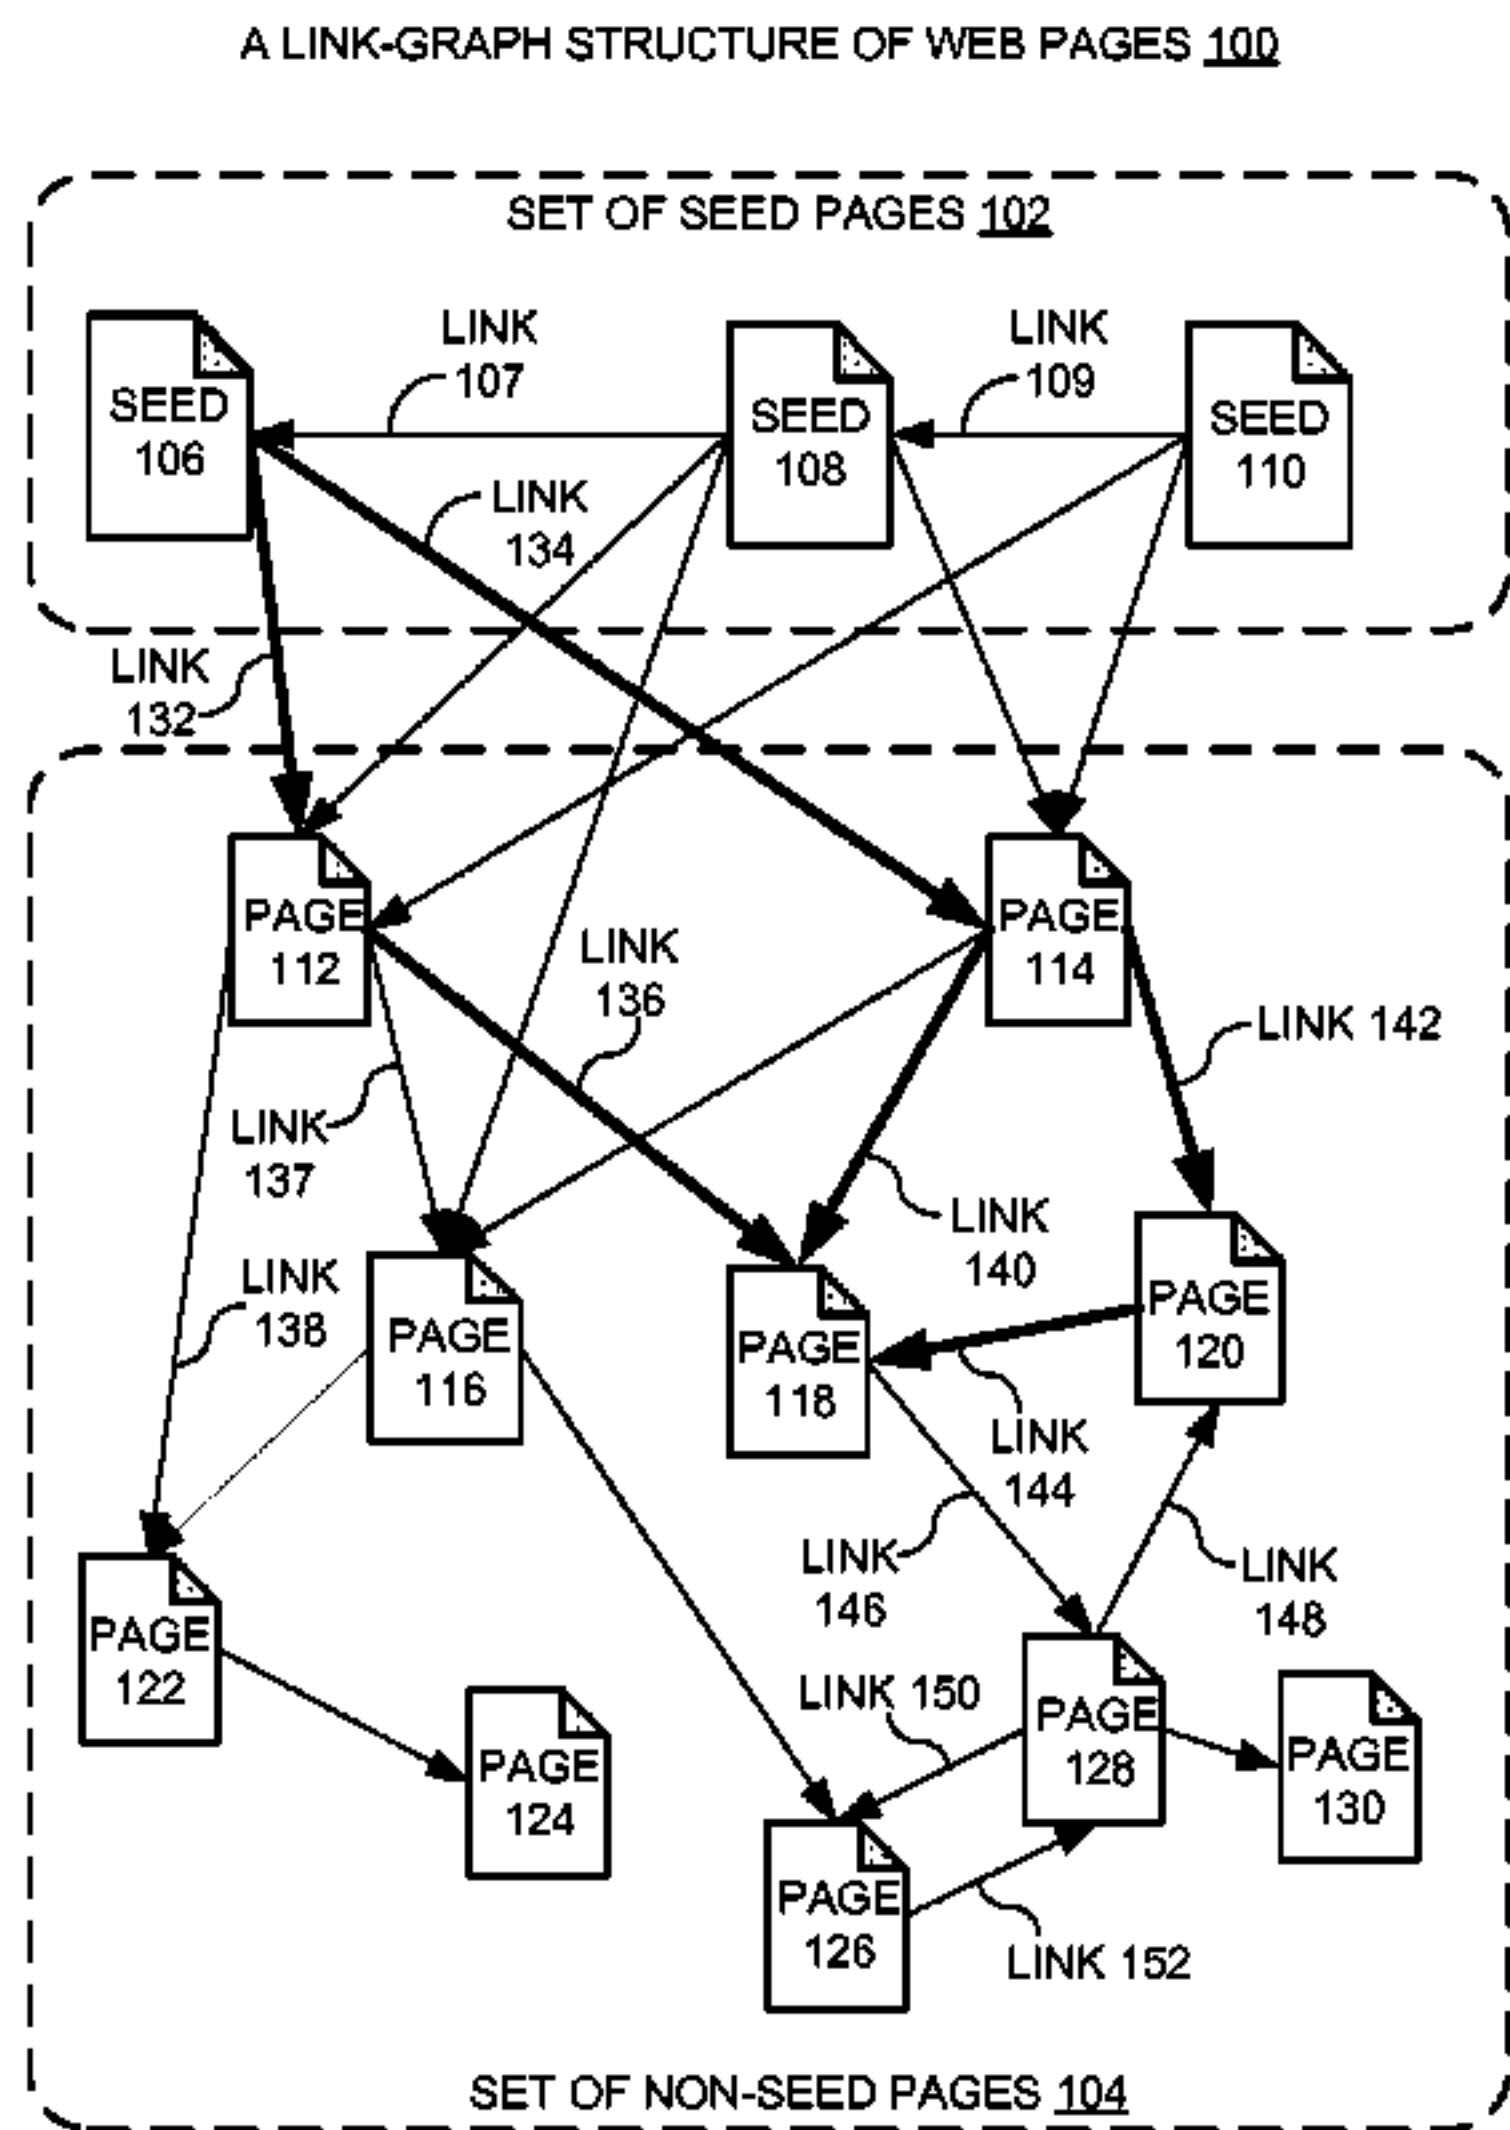 A LINK-GRAPH STRUCTURE OF WEB PAGES 100
SET OF SEED PAGES 102
LINK
107
LINK
109
SEED
106
SEED
108
SEED
110
LINK
134
LINK
132
PAGE
112
PAGE
114
LINK
136
LINK 142
LINK
137
LINK
140
LINK
138
PAGE
116
PAGE
118
PAGE
120
LINK
144
LINK
146
LINK
148
PAGE
122
LINK 150
PAGE
128
PAGE
124
PAGE
130
PAGE
126
LINK 152
SET OF NON-SEED PAGES 104